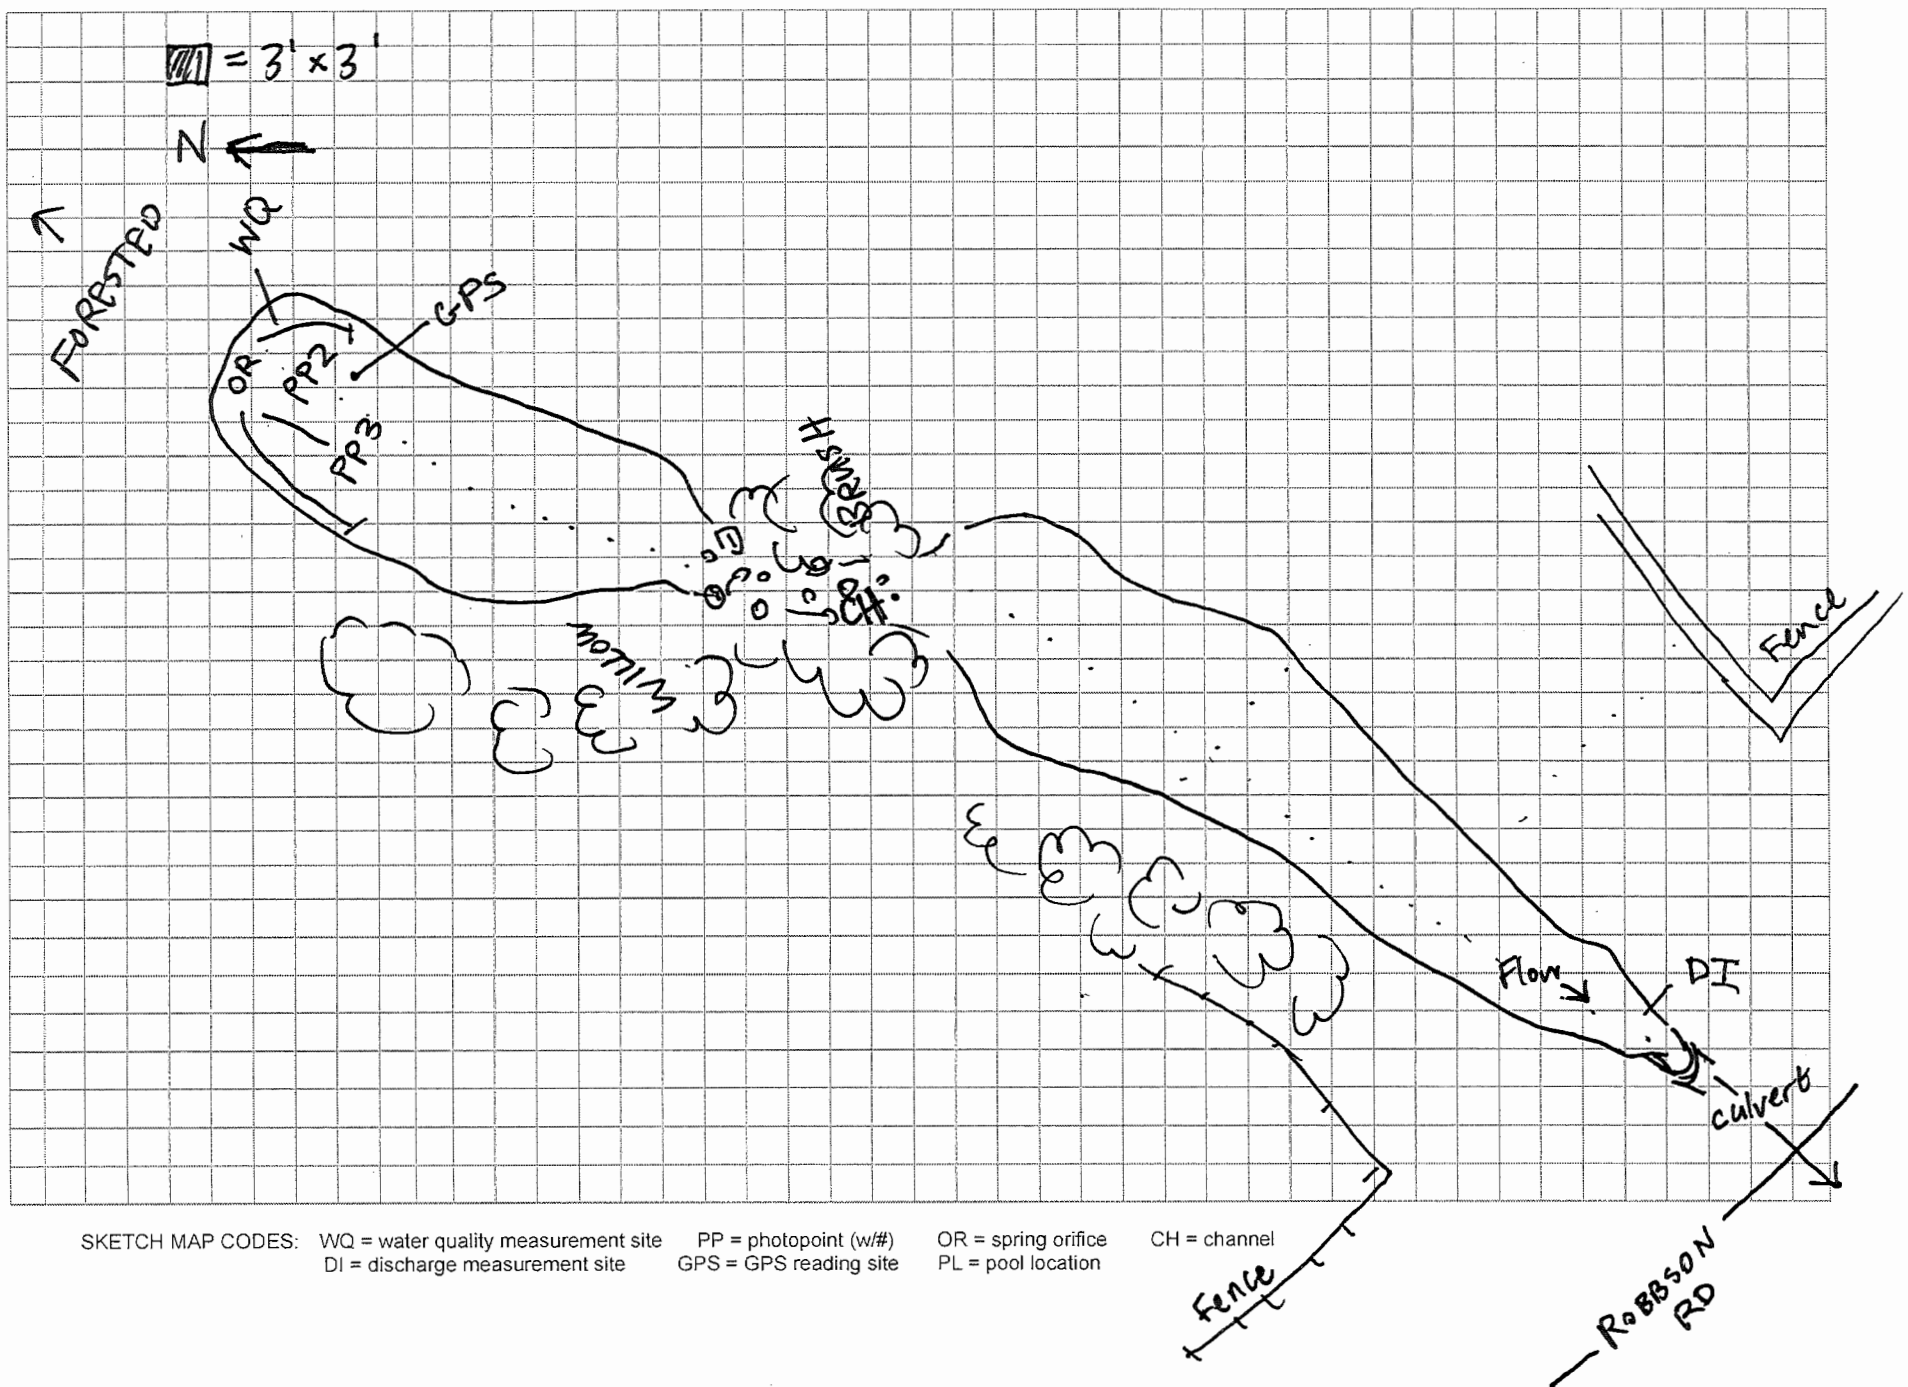 = 3' x 3'
N
FORESTED
WQ
GPS
OR
PP2
PP3
BRUSH
CH
WILLOW
Fence
Flow
DI
culvert
Fence
ROBBSON
RD
SKETCH MAP CODES: WQ = water quality measurement site PP = photopoint (w/#) OR = spring orifice CH = channel
DI = discharge measurement site GPS = GPS reading site PL = pool location